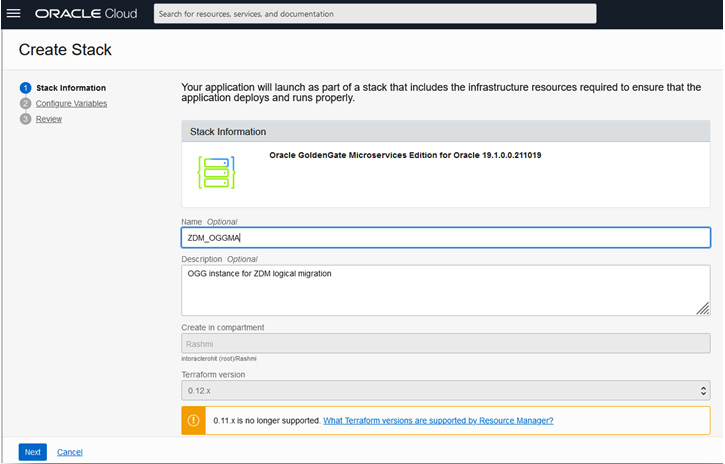 ORACLE Cloud
Search for resources, services, and documentation
Create Stack
1 Stack Information
2 Configure Variables
3 Review
Your application will launch as part of a stack that includes the infrastructure resources required to ensure that the
application deploys and runs properly.
Stack Information
Oracle GoldenGate Microservices Edition for Oracle 19.1.0.0.211019
Name Optional
ZDM_OGGMA
Description Optional
OGG instance for ZDM logical migration
Create in compartment
Rashmi
intoraclerohit (root)/Rashmi
Terraform version
0.12.x
0.11.x is no longer supported. What Terraform versions are supported by Resource Manager?
Next Cancel